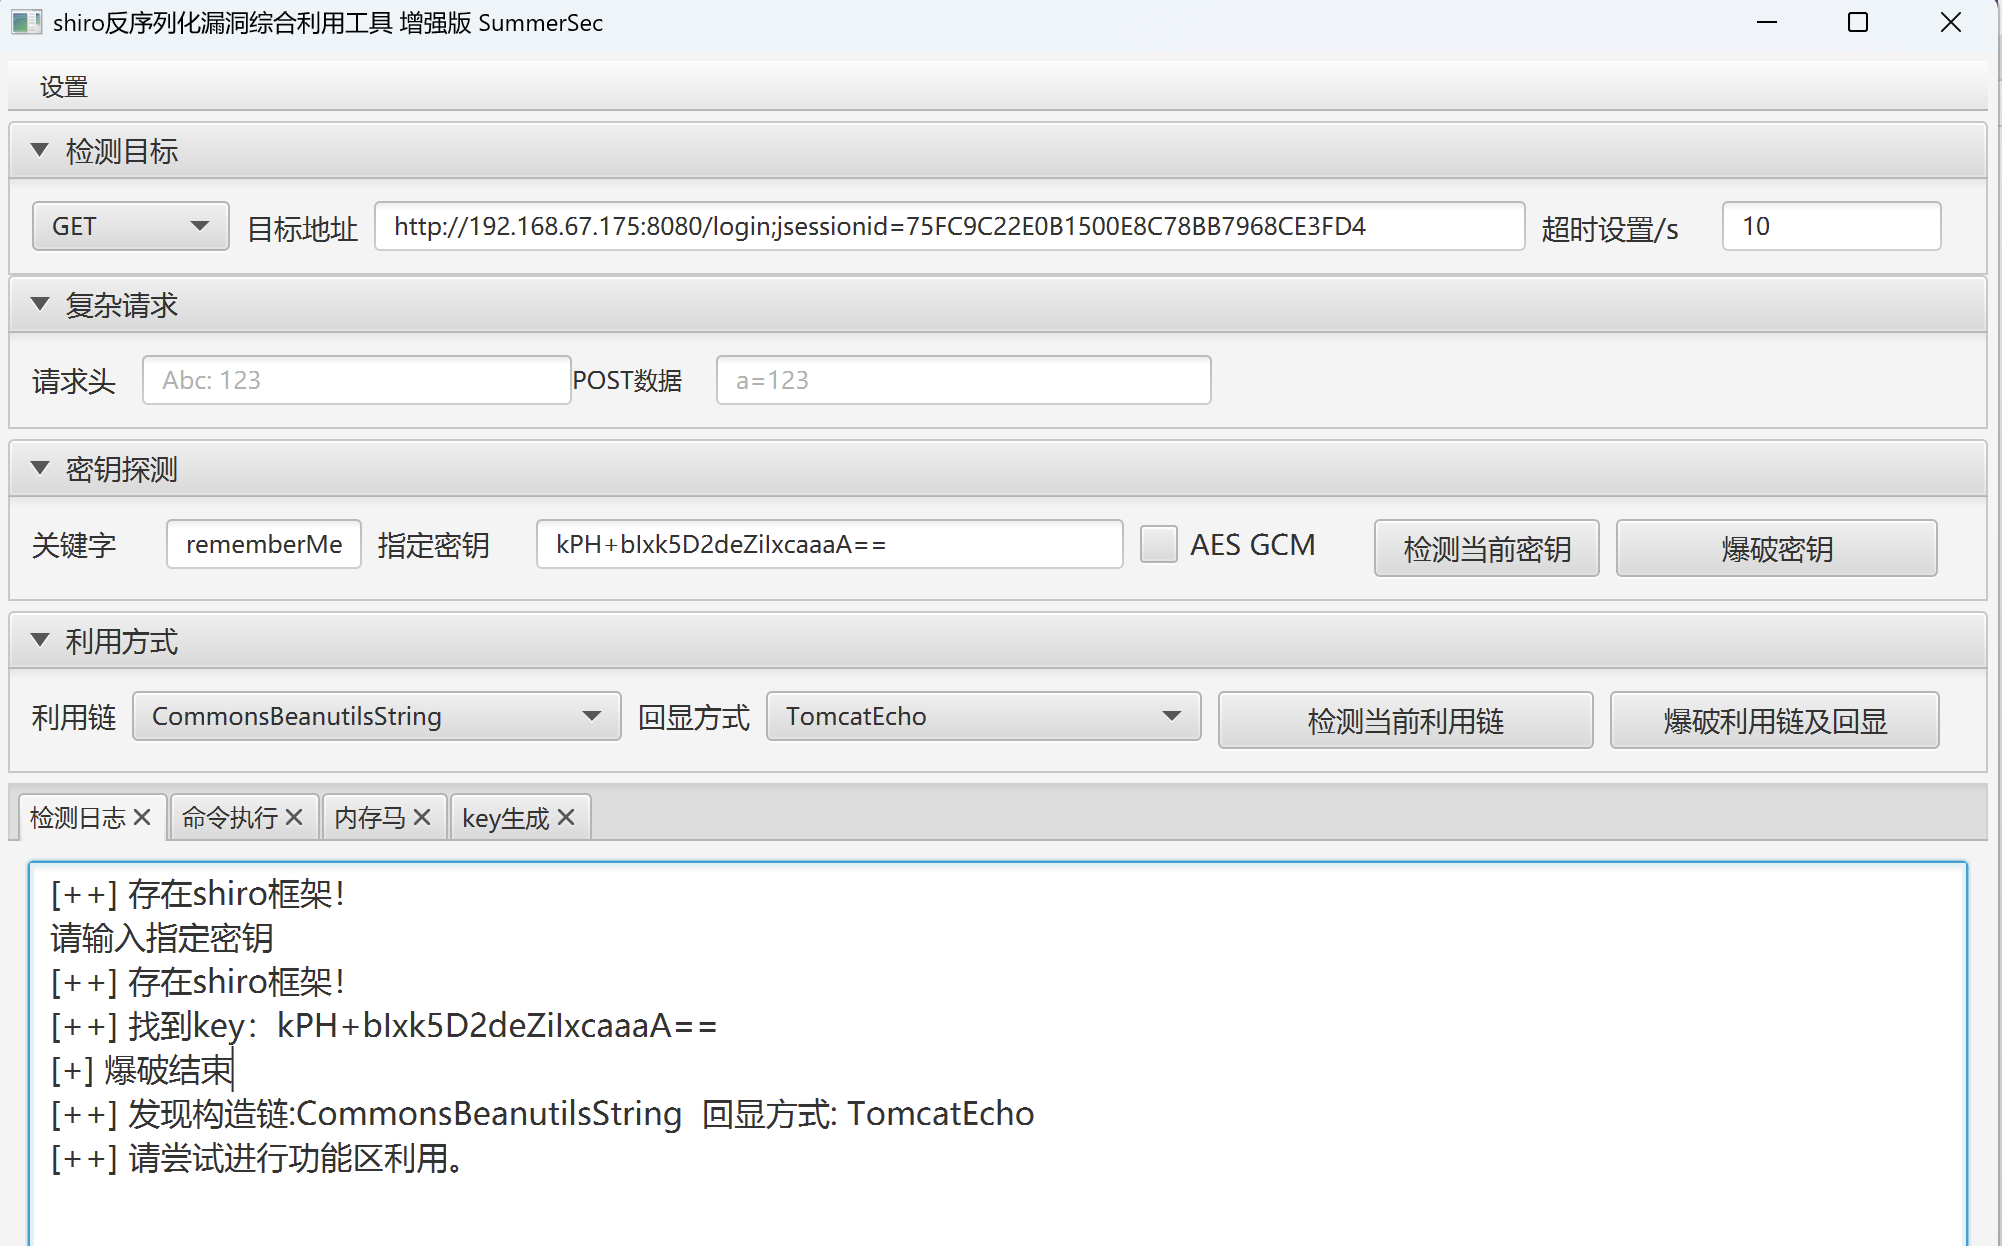 shiro反序列化漏洞综合利用工具 增强版 SummerSec
设置
检测目标
GET 目标地址 http://192.168.67.175:8080/login;jsessionid=75FC9C22E0B1500E8C78BB7968CE3FD4 超时设置/s 10
复杂请求
请求头 Abc: 123 POST数据 a=123
密钥探测
关键字 rememberMe 指定密钥 kPH+bIxk5D2deZiIxcaaaA== AES GCM 检测当前密钥 爆破密钥
利用方式
利用链 CommonsBeanutilsString 回显方式 TomcatEcho 检测当前利用链 爆破利用链及回显
检测日志 命令执行 内存马 key生成
[++] 存在shiro框架！
请输入指定密钥
[++] 存在shiro框架！
[++] 找到key：kPH+bIxk5D2deZiIxcaaaA==
[+] 爆破结束
[++] 发现构造链:CommonsBeanutilsString 回显方式: TomcatEcho
[++] 请尝试进行功能区利用。